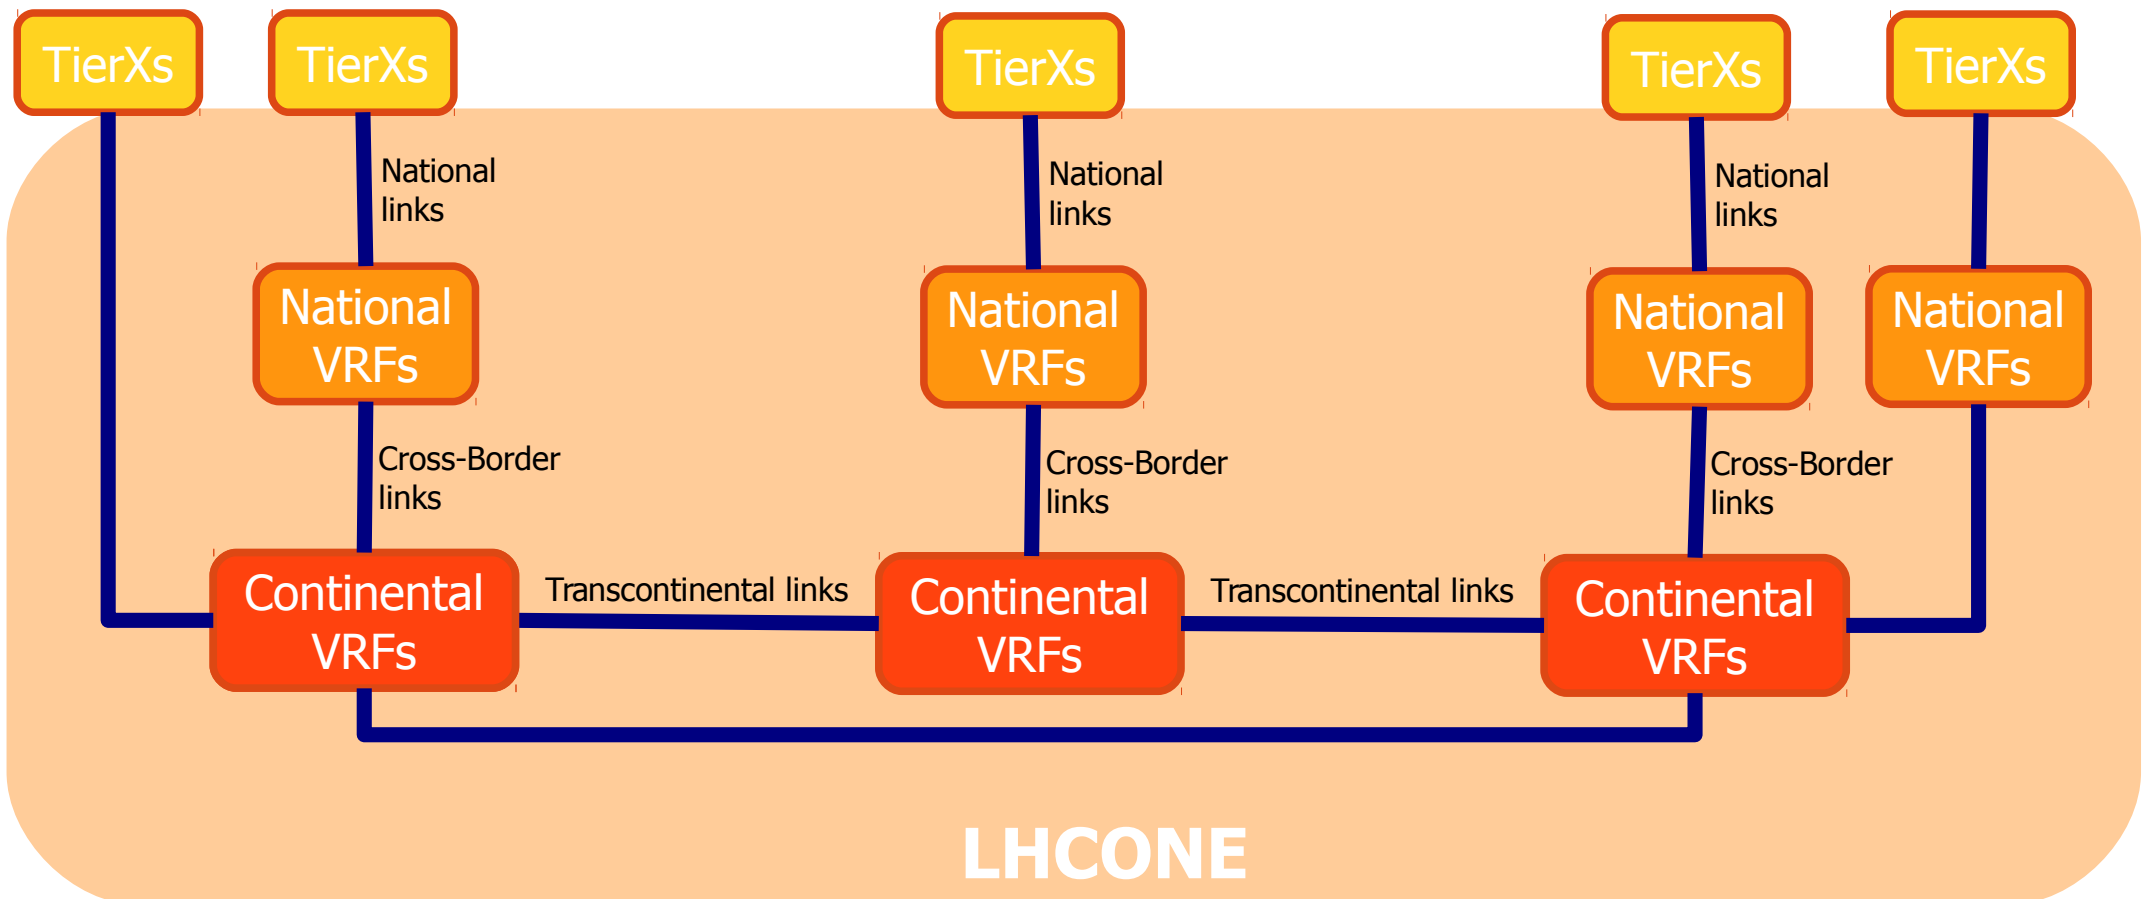 TierXs
TierXs
TierXs
TierXs
TierXs
National
links
National
links
National
links
National
VRFs
National
VRFs
National
VRFs
National
VRFs
Cross-Border
links
Cross-Border
links
Cross-Border
links
Continental
VRFs
Transcontinental links
Continental
VRFs
Transcontinental links
Continental
VRFs
LHCONE